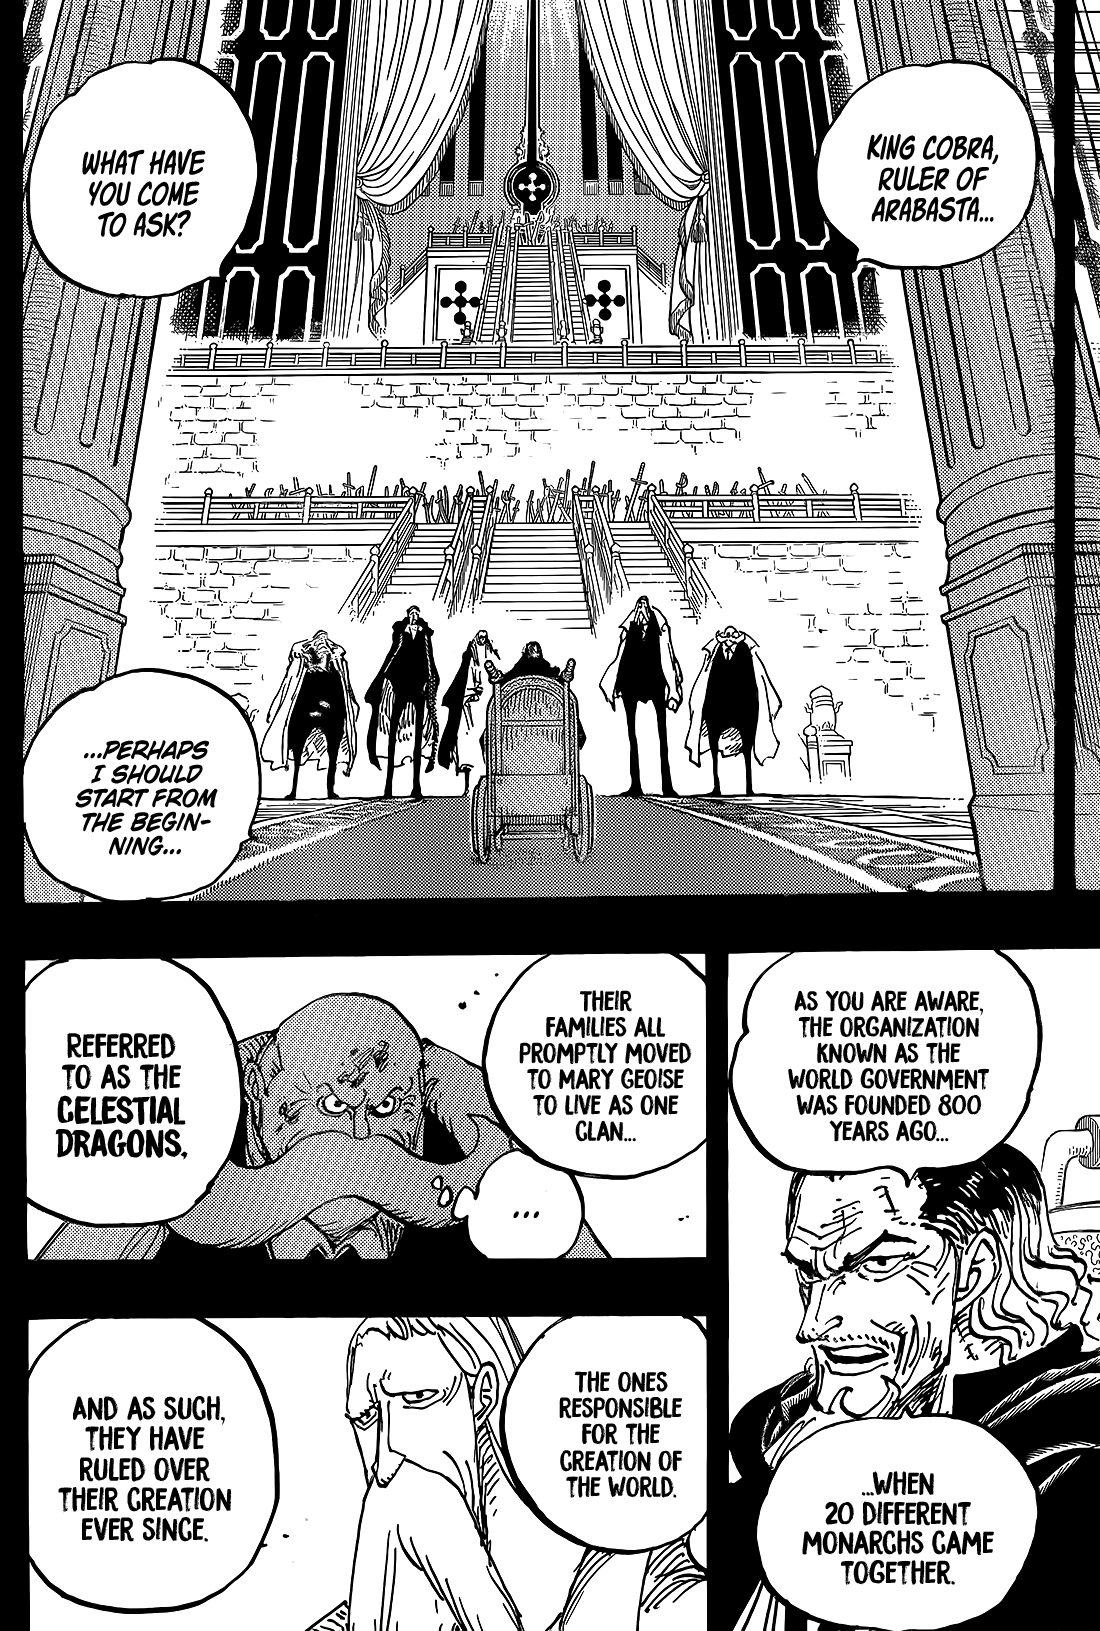 KING COBRA,
RULER OF
ARABASTA...
WHAT HAVE
YOU COME
TO ASK?
...PERHAPS
I SHOULD
START FROM
THE BEGIN-
NING...
AS YOU ARE AWARE,
THE ORGANIZATION
KNOWN AS THE
WORLD GOVERNMENT
WAS FOUNDED 800
YEARS AGO...
...WHEN
20 DIFFERENT
MONARCHS CAME
TOGETHER.
THEIR
FAMILIES ALL
PROMPTLY MOVED
TO MARY GEOISE
TO LIVE AS ONE
CLAN...
...
REFERRED
TO AS THE
CELESTIAL
DRAGONS,
THE ONES
RESPONSIBLE
FOR THE
CREATION OF
THE WORLD.
AND AS SUCH,
THEY HAVE
RULED OVER
THEIR CREATION
EVER SINCE.